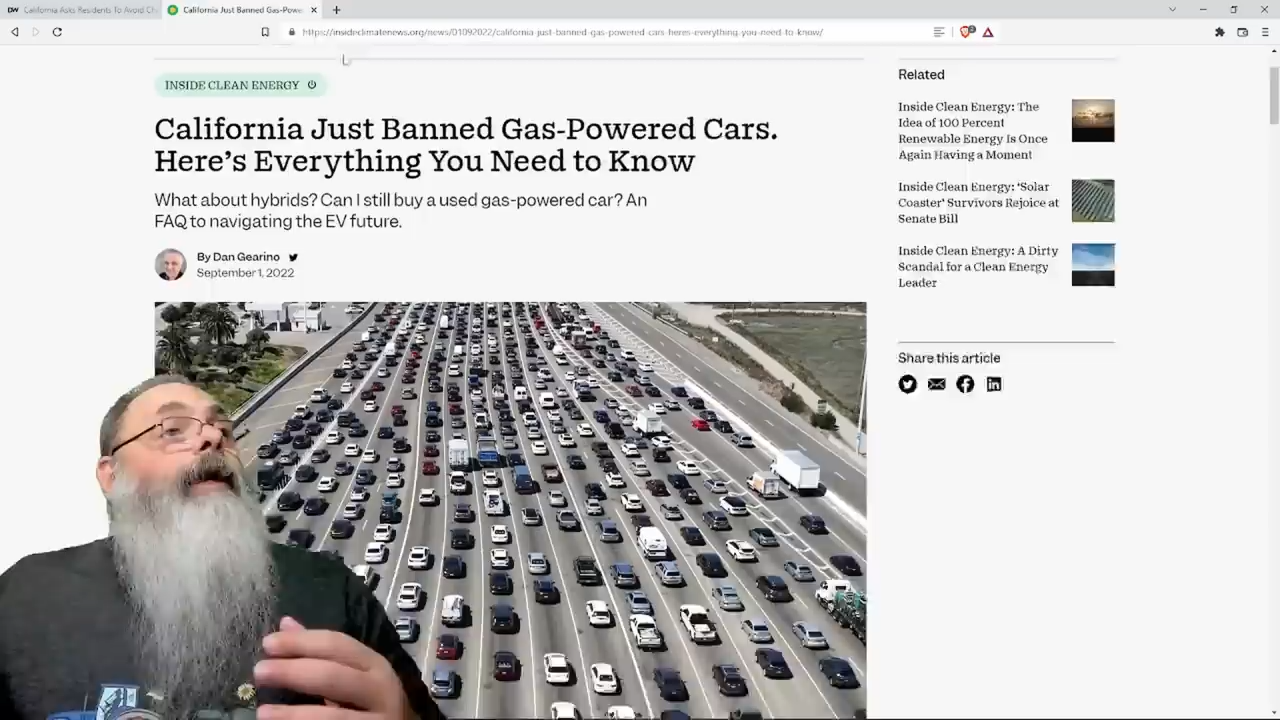 DW California Asks Residents To Avoid Ch
California Just Banned Gas-Powe
https://insideclimatenews.org/news/01092022/california-just-banned-gas-powered-cars-heres-everything-you-need-to-know/
INSIDE CLEAN ENERGY
California Just Banned Gas-Powered Cars.
Here’s Everything You Need to Know
What about hybrids? Can I still buy a used gas-powered car? An
FAQ to navigating the EV future.
By Dan Gearino
September 1, 2022
Related
Inside Clean Energy: The
Idea of 100 Percent
Renewable Energy Is Once
Again Having a Moment
Inside Clean Energy: ‘Solar
Coaster’ Survivors Rejoice at
Senate Bill
Inside Clean Energy: A Dirty
Scandal for a Clean Energy
Leader
Share this article